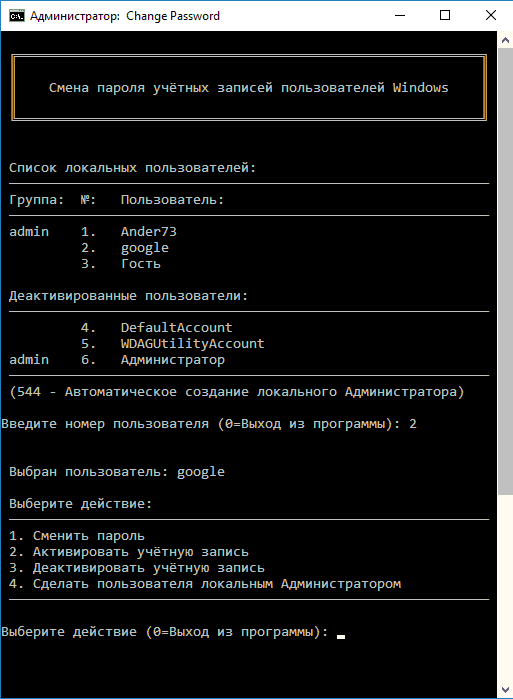 Администратор: Change Password
Смена пароля учётных записей пользователей Windows
Список локальных пользователей:
Группа: №: Пользователь:
admin 1. Ander73
2. google
3. Гость
Деактивированные пользователи:
4. DefaultAccount
5. WDAGUtilityAccount
admin 6. Администратор
(544 - Автоматическое создание локального Администратора)
Введите номер пользователя (0=Выход из программы): 2
Выбран пользователь: google
Выберите действие:
1. Сменить пароль
2. Активировать учётную запись
3. Деактивировать учётную запись
4. Сделать пользователя локальным Администратором
Выберите действие (0=Выход из программы):